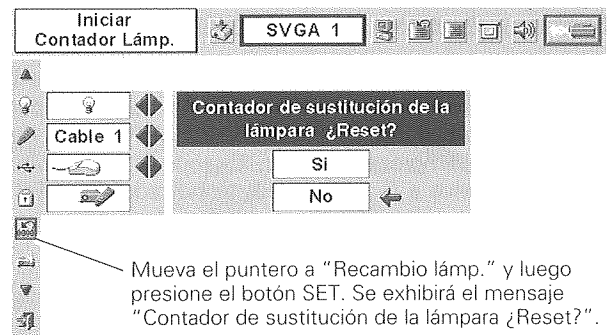 Iniciar
Contador Lámp.
SVGA 1
Cable 1
Contador de sustitución de la
lámpara ¿Reset?
Si
No
Mueva el puntero a "Recambio lámp." y luego
presione el botón SET. Se exhibirá el mensaje
"Contador de sustitución de la lámpara ¿Reset?".